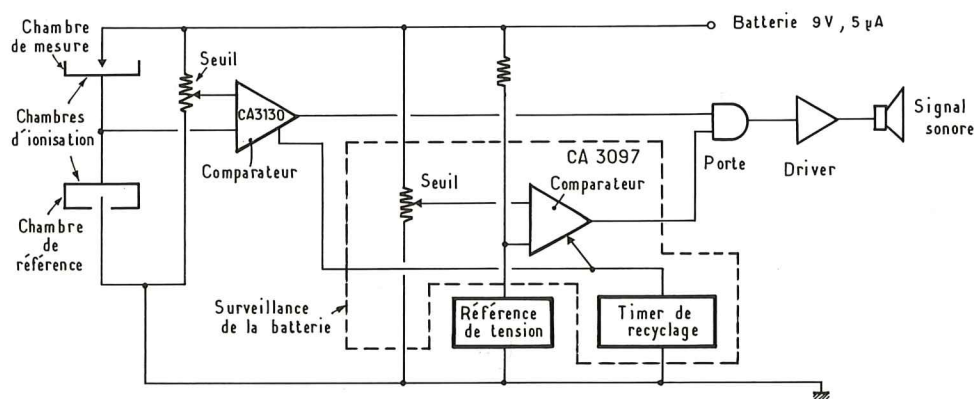 Chambre
de mesure
Batterie 9V, 5 µA
Seuil
CA3130
Chambres
d'ionisation
Comparateur
CA 3097
Seuil
Comparateur
Porte
Driver
Signal
sonore
Chambre
de
référence
Surveillance
de la batterie
Référence
de tension
Timer de
recyclage